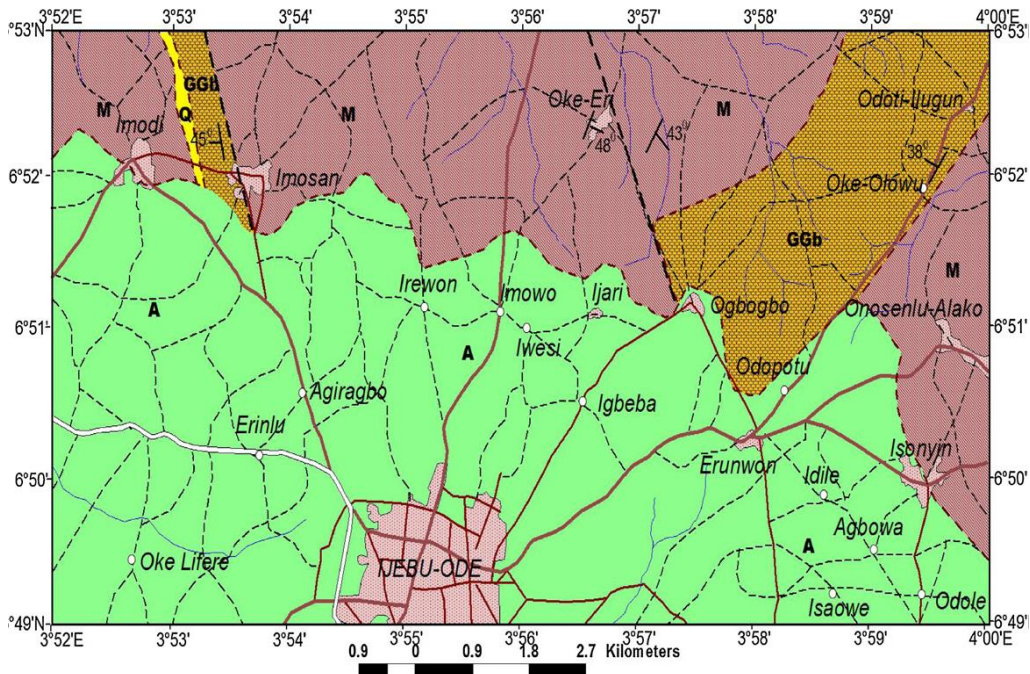 3°52'E 3°53' 3°54' 3°55' 3°56' 3°57' 3°58' 3°59' 4°00'E
6°53'N 6°53'N
GGb
M Q M Oke-Eri M Odoti-Ijugun
Imodi
45⁰ 48⁰ 43⁰ 38⁰
6°52' Imosan Oke-Olowu 6°52'
GGb
M
Irewon Imowo Ijari Ogbogbo Onosenlu-Alako
A
6°51' 6°51'
A Iwesi
Odopotu
Agiragbo Igbeba
Erinlu Erunwon Isonyin
6°50' Idile 6°50'
Agbowa
Oke Lifere IJEBU-ODE A
Isaowe Odole
6°49'N 6°49'N
3°52'E 3°53' 3°54' 3°55' 3°56' 3°57' 3°58' 3°59' 4°00'E
0.9 0 0.9 1.8 2.7 Kilometers